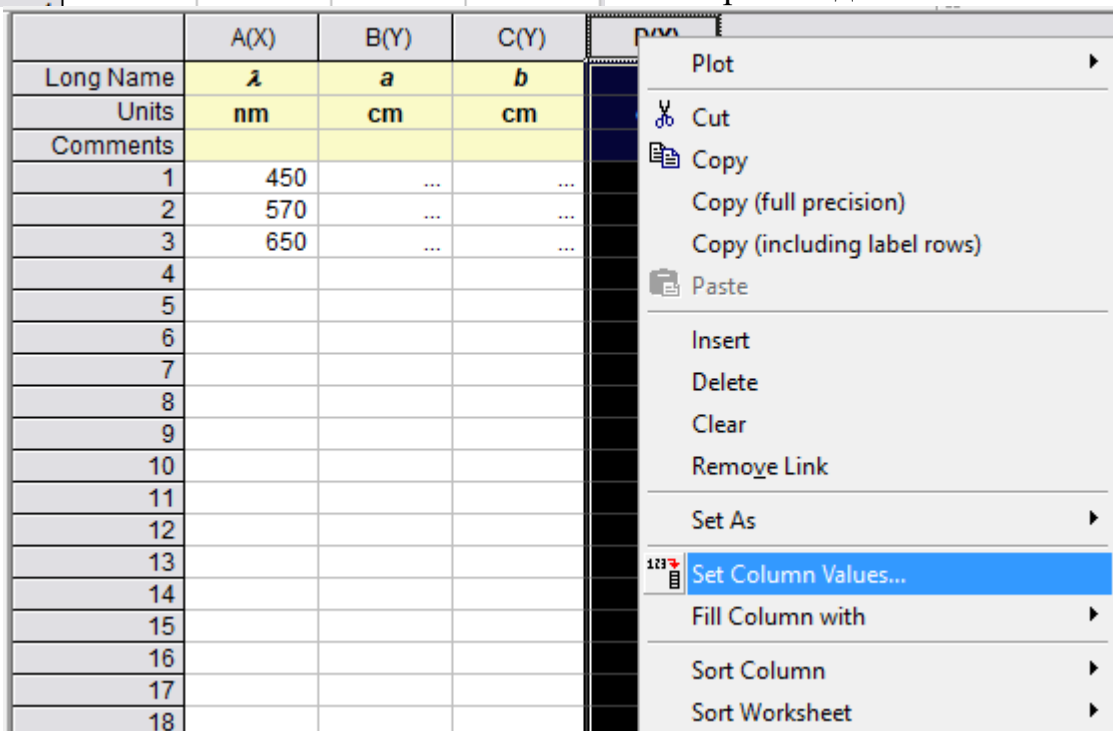 A(X) B(Y) C(Y) D(Y)
Long Name λ a b
Units nm cm cm
Comments
1 450 ... ...
2 570 ... ...
3 650 ... ...
4
5
6
7
8
9
10
11
12
13
14
15
16
17
18
Plot
Cut
Copy
Copy (full precision)
Copy (including label rows)
Paste
Insert
Delete
Clear
Remove Link
Set As
123 Set Column Values...
Fill Column with
Sort Column
Sort Worksheet